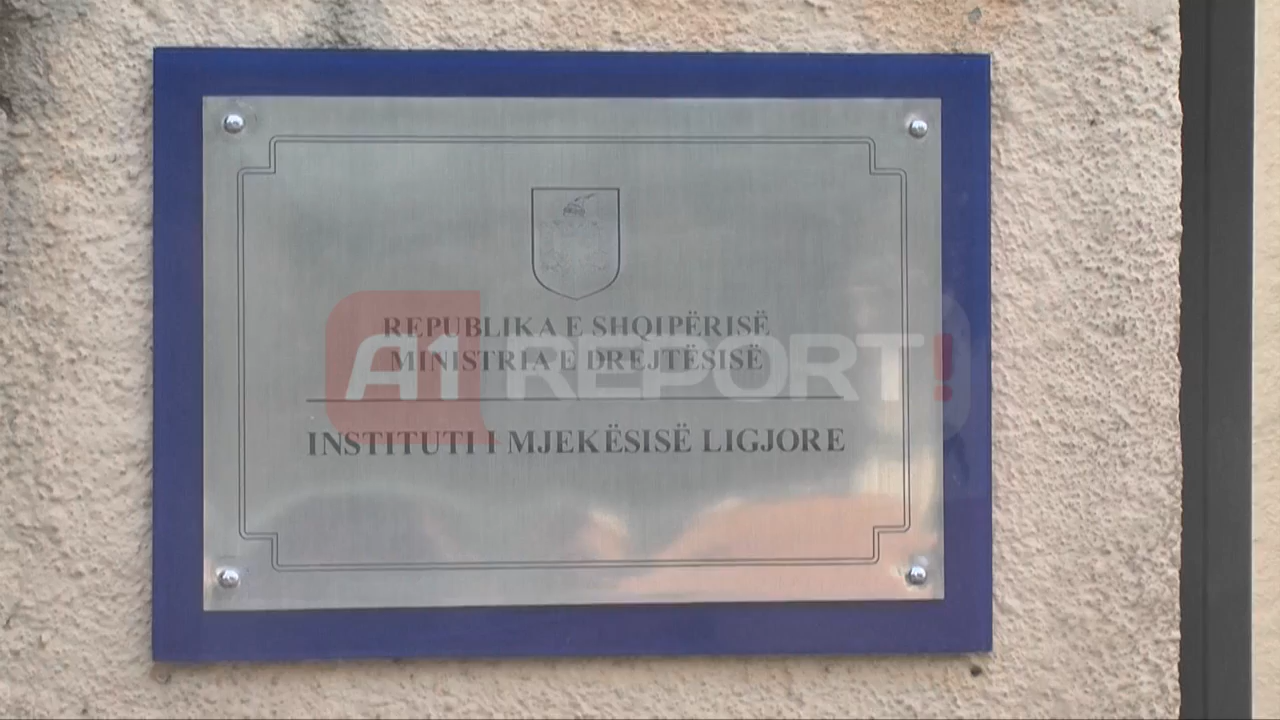 REPUBLIKA E SHQIPËRISË
MINISTRIA E DREJTËSISË
A1 REPORT!
INSTITUTI I MJEKËSISË LIGJORE